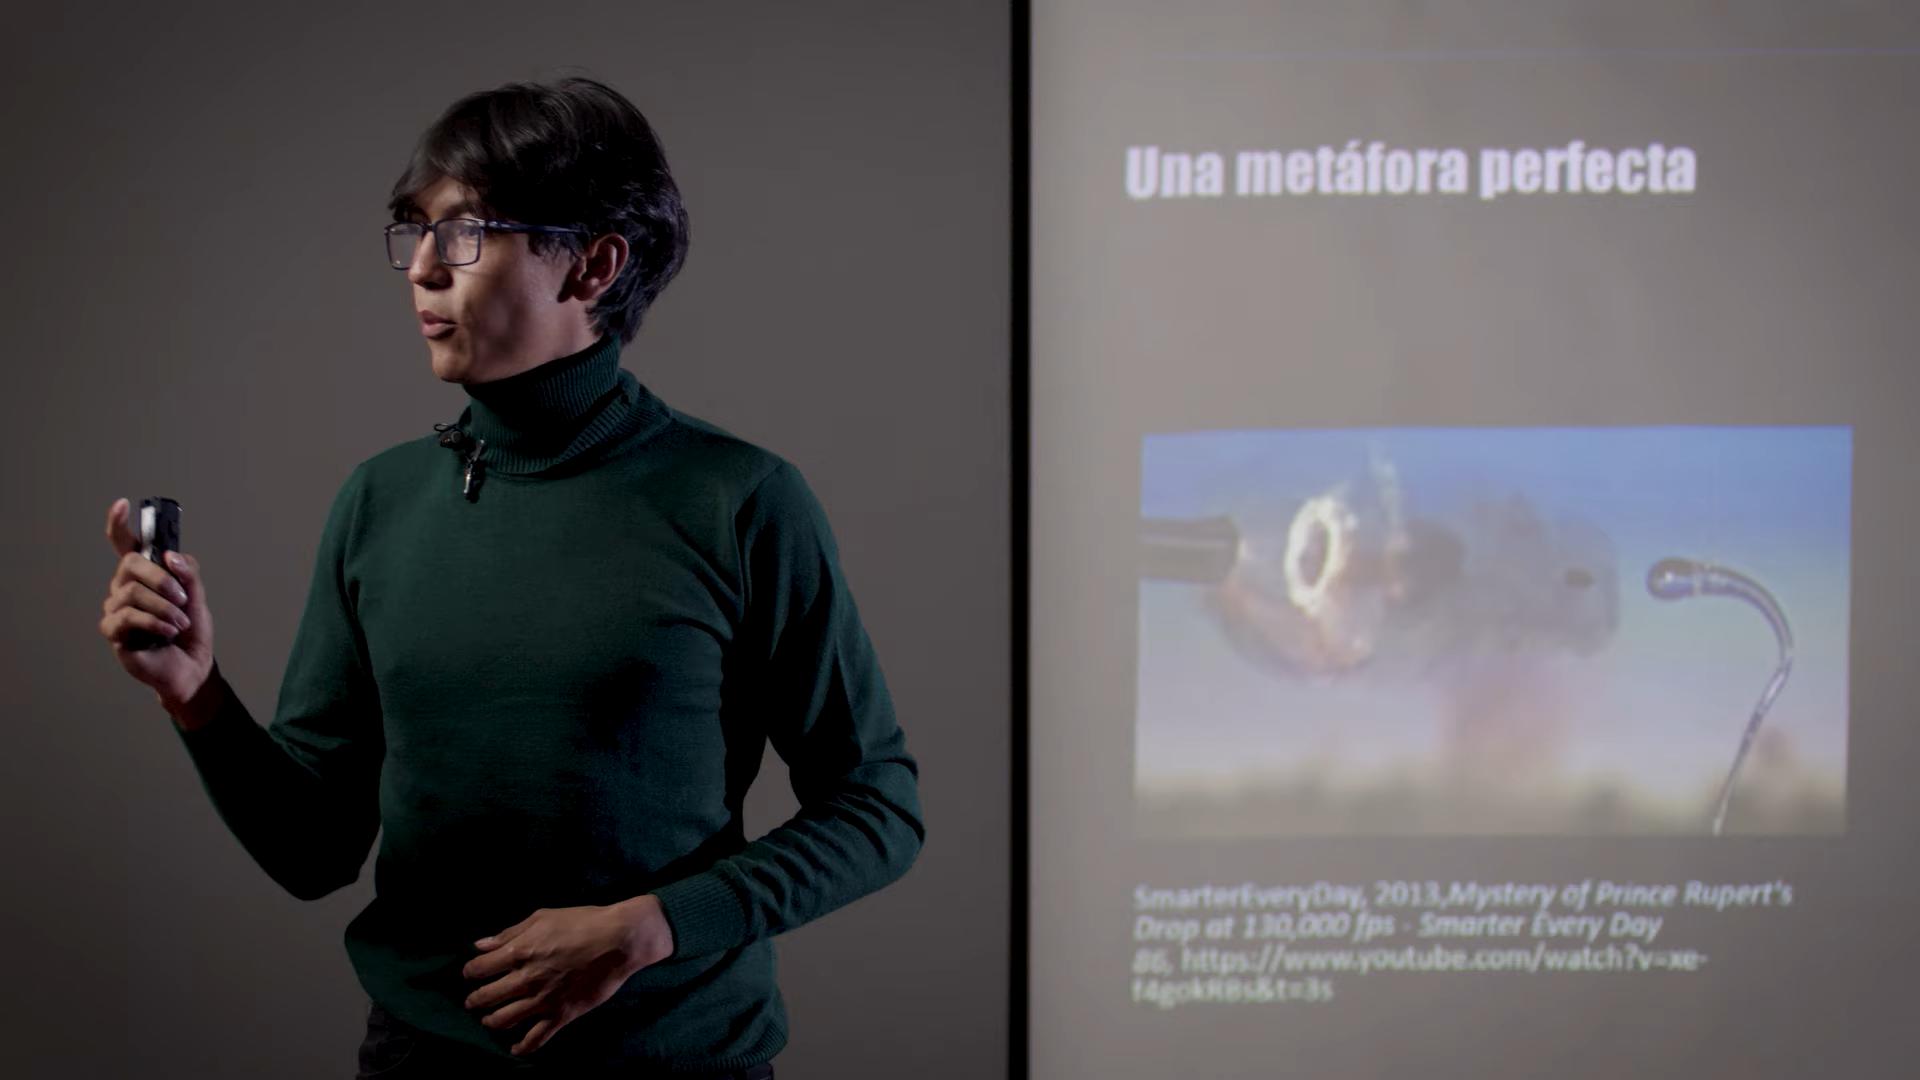 Una metáfora perfecta
SmarterEveryDay, 2013,Mystery of Prince Rupert's
Drop at 130,000 fps - Smarter Every Day
86, https://www.youtube.com/watch?v=xe-
f4gokRBs&t=3s